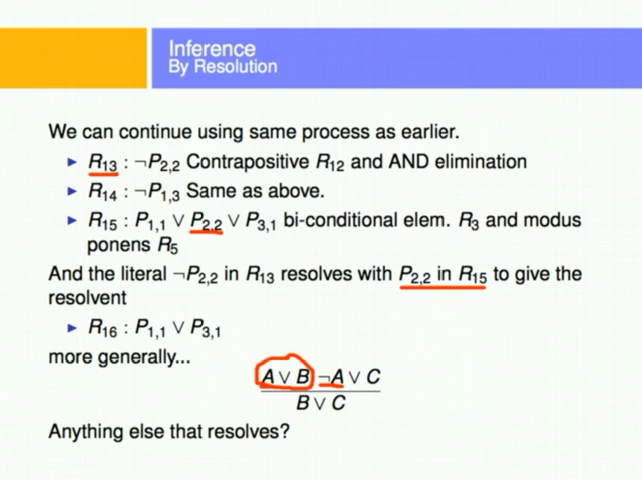 Inference
By Resolution
We can continue using same process as earlier.
▶ R13 : ¬P2,2 Contrapositive R12 and AND elimination
▶ R14 : ¬P1,3 Same as above.
▶ R15 : P1,1 ∨ P2,2 ∨ P3,1 bi-conditional elem. R3 and modus
ponens R5
And the literal ¬P2,2 in R13 resolves with P2,2 in R15 to give the
resolvent
▶ R16 : P1,1 ∨ P3,1
more generally...
A ∨ B ¬A ∨ C
B ∨ C
Anything else that resolves?